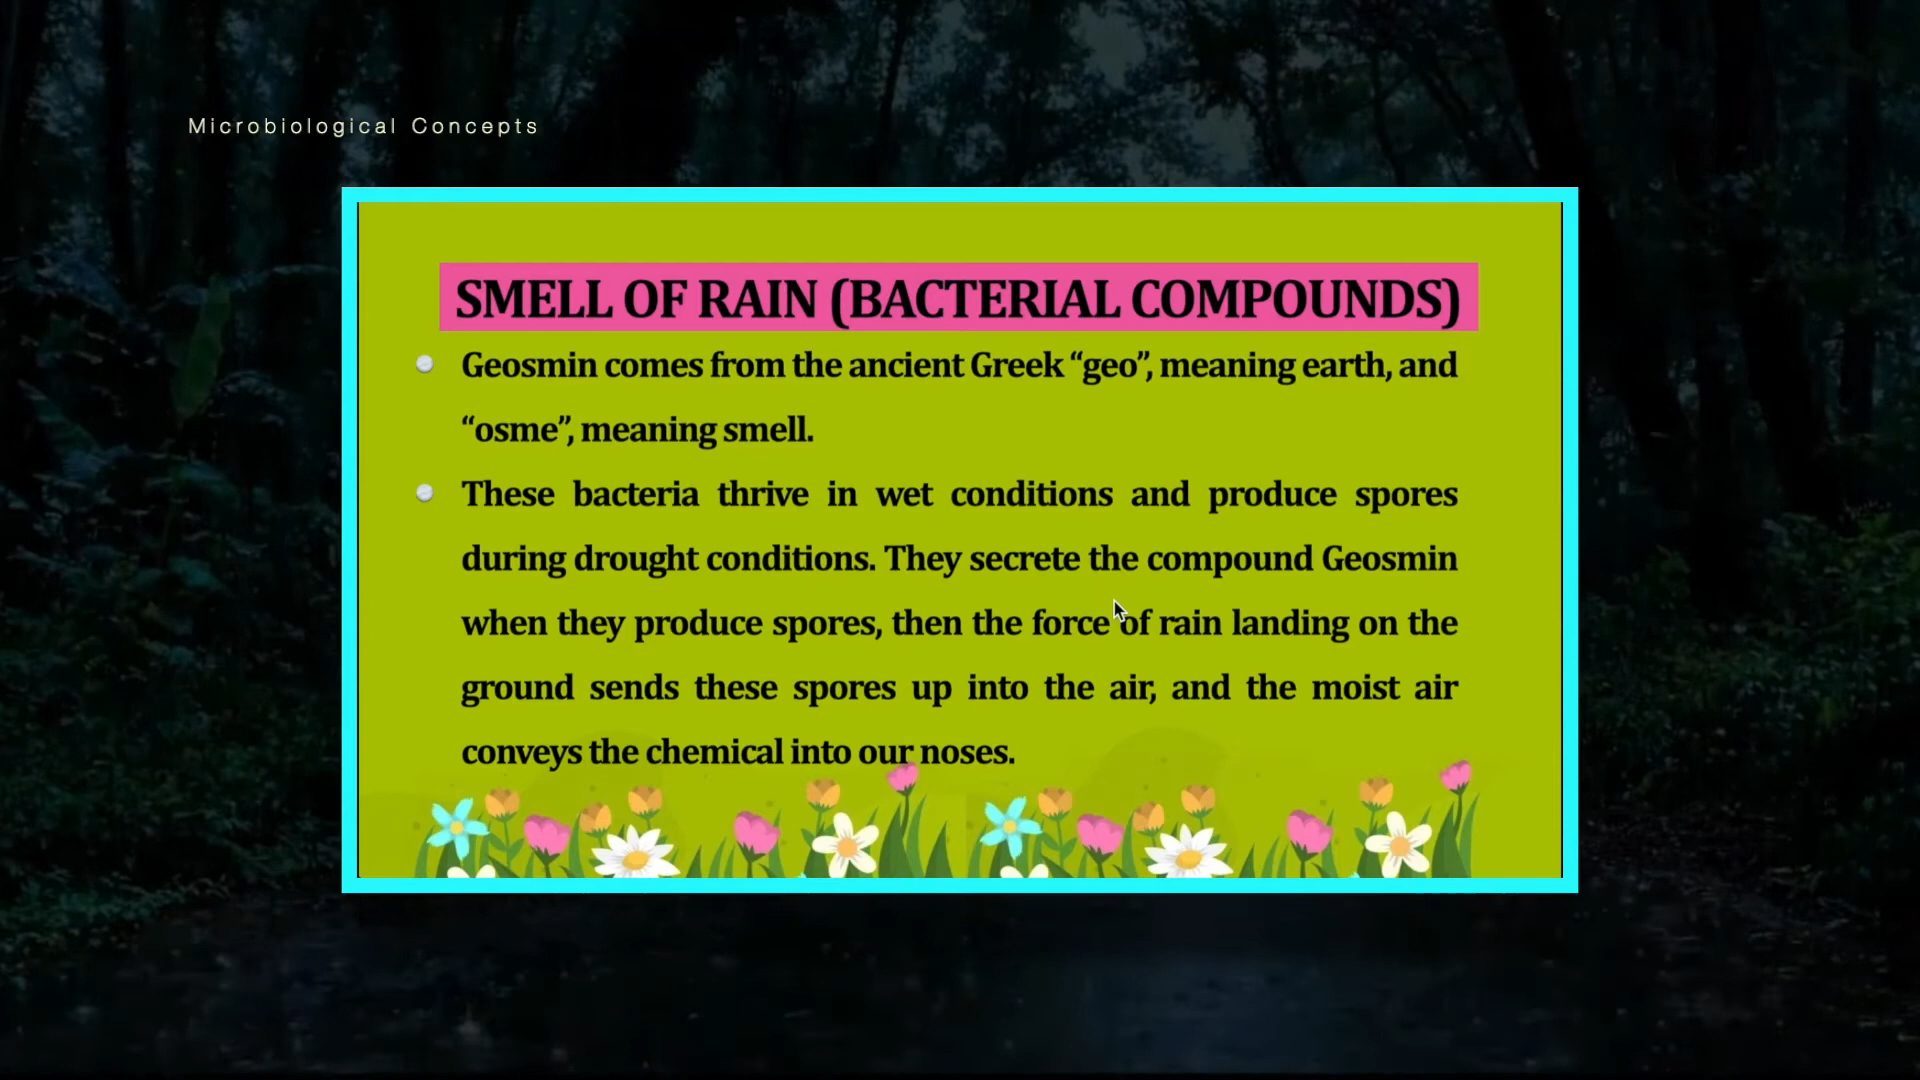 Microbiological Concepts
SMELL OF RAIN (BACTERIAL COMPOUNDS)
Geosmin comes from the ancient Greek “geo”, meaning earth, and
“osme”, meaning smell.
These bacteria thrive in wet conditions and produce spores
during drought conditions. They secrete the compound Geosmin
when they produce spores, then the force of rain landing on the
ground sends these spores up into the air, and the moist air
conveys the chemical into our noses.